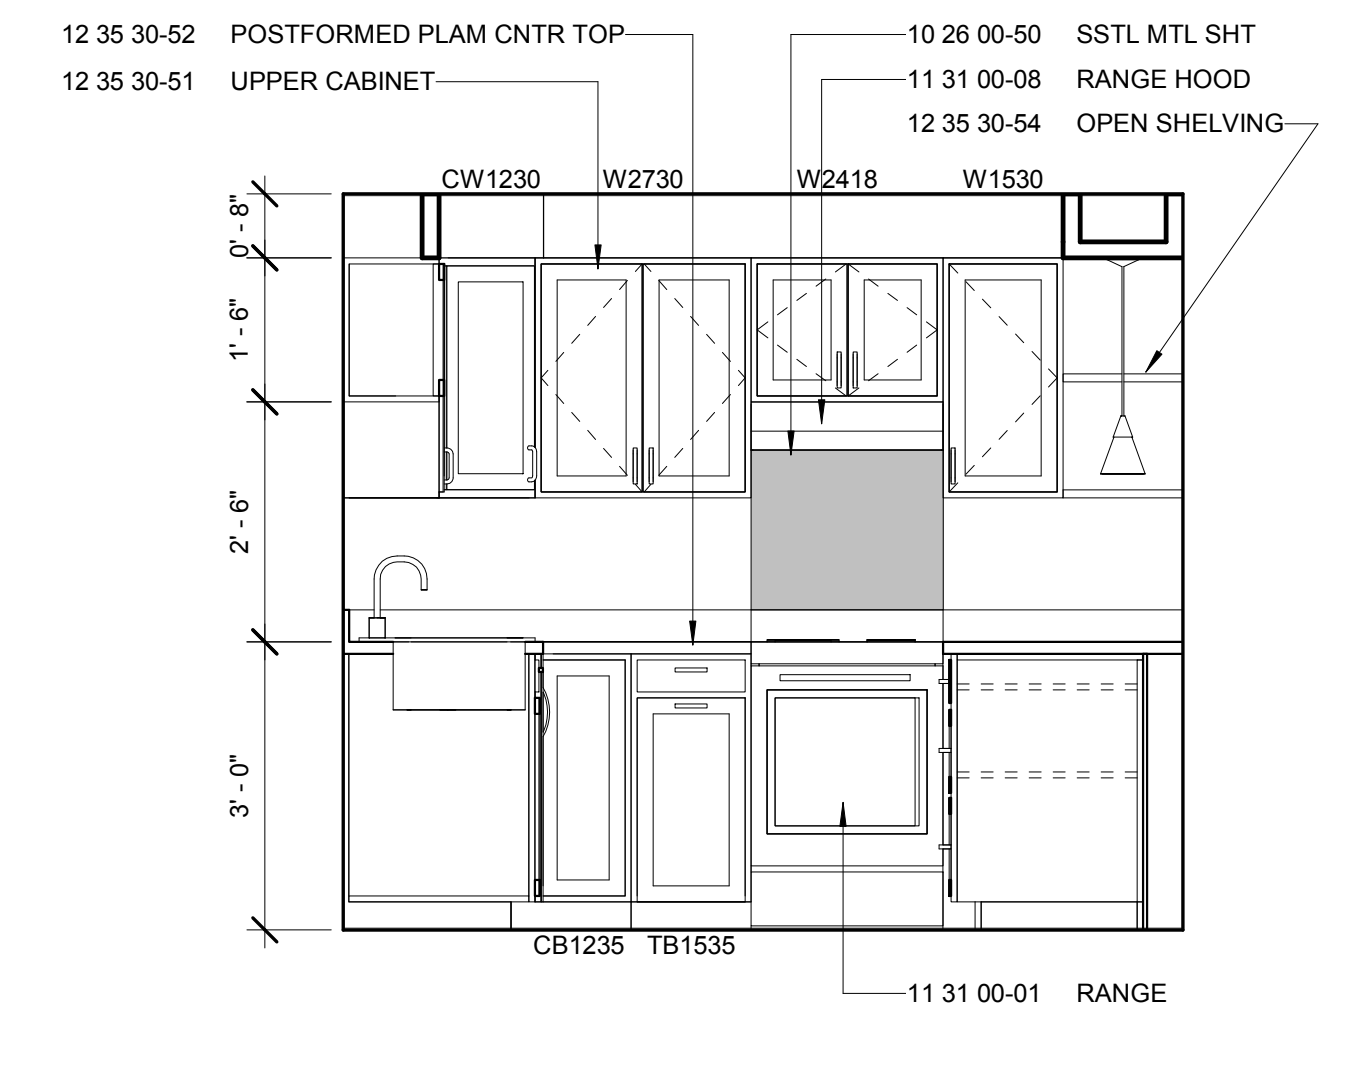 12 35 30-52 POSTFORMED PLAM CNTR TOP
12 35 30-51 UPPER CABINET
10 26 00-50 SSTL MTL SHT
11 31 00-08 RANGE HOOD
12 35 30-54 OPEN SHELVING
CW1230 W2730 W2418 W1530
0' - 8"
1' - 6"
2' - 6"
3' - 0"
CB1235 TB1535
11 31 00-01 RANGE